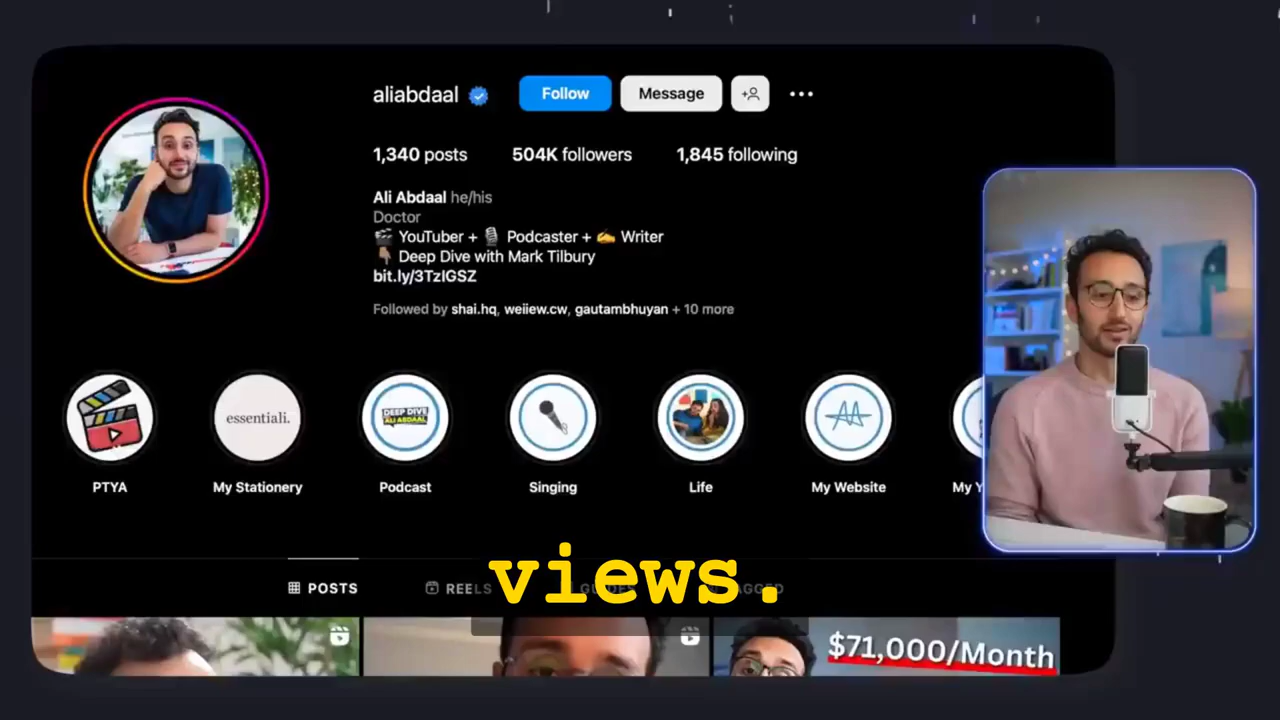 aliabdaal Follow Message
1,340 posts 504K followers 1,845 following
Ali Abdaal he/his
Doctor
🎬 YouTuber + 🎙 Podcaster + ✍🏼 Writer
👇🏽 Deep Dive with Mark Tilbury
bit.ly/3TzIGSZ
Followed by shai.hq, weiiew.cw, gautambhuyan + 10 more
essentiali.
DEEP DIVE
ALI ABDAAL
PTYA My Stationery Podcast Singing Life My Website My Y
views.
POSTS REELS
$71,000/Month